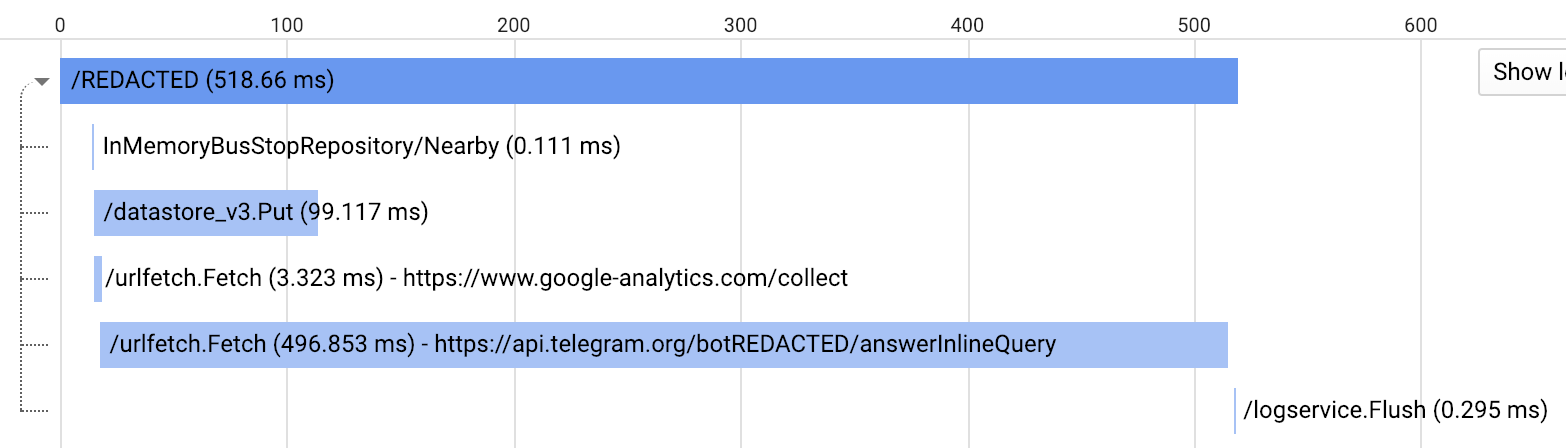 0 100 200 300 400 500 600
/REDACTED (518.66 ms)
Show
InMemoryBusStopRepository/Nearby (0.111 ms)
/datastore_v3.Put (99.117 ms)
/urlfetch.Fetch (3.323 ms) - https://www.google-analytics.com/collect
/urlfetch.Fetch (496.853 ms) - https://api.telegram.org/botREDACTED/answerInlineQuery
/logservice.Flush (0.295 ms)